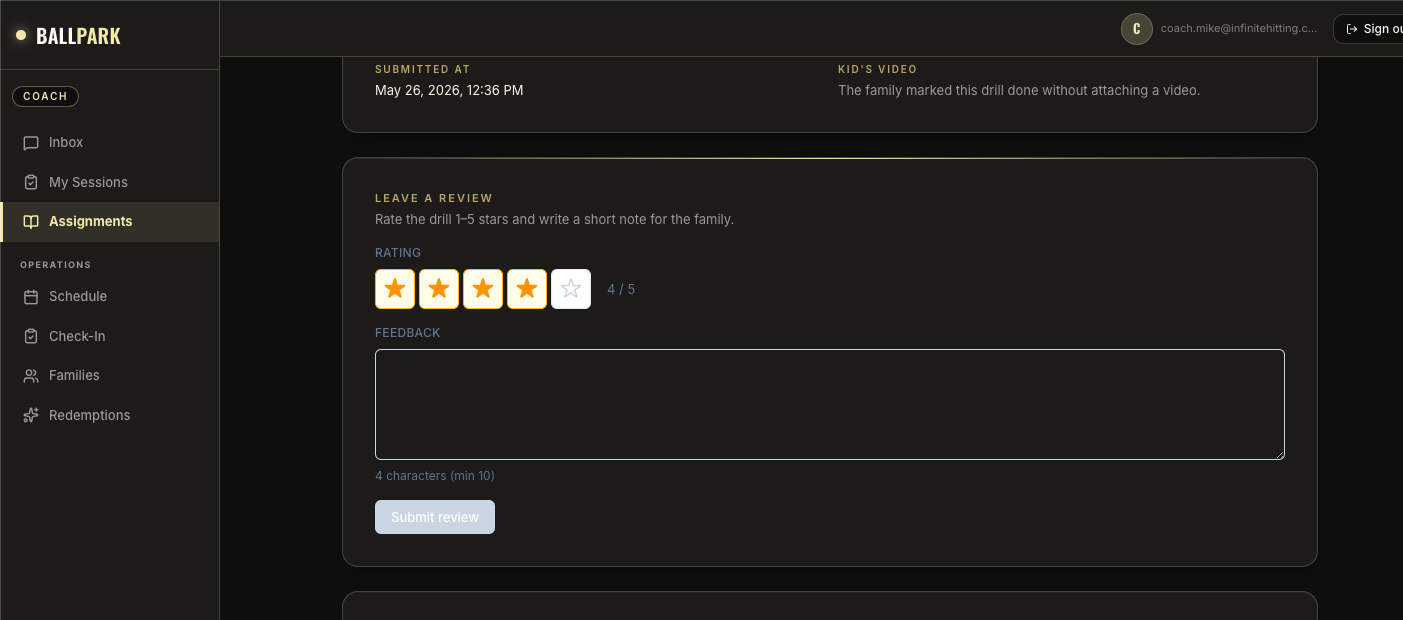 BALLPARK
C
coach.mike@infinitehitting.c...
Sign ou
COACH
Inbox
My Sessions
Assignments
OPERATIONS
Schedule
Check-In
Families
Redemptions
SUBMITTED AT
May 26, 2026, 12:36 PM
KID'S VIDEO
The family marked this drill done without attaching a video.
LEAVE A REVIEW
Rate the drill 1–5 stars and write a short note for the family.
RATING
4 / 5
FEEDBACK
4 characters (min 10)
Submit review